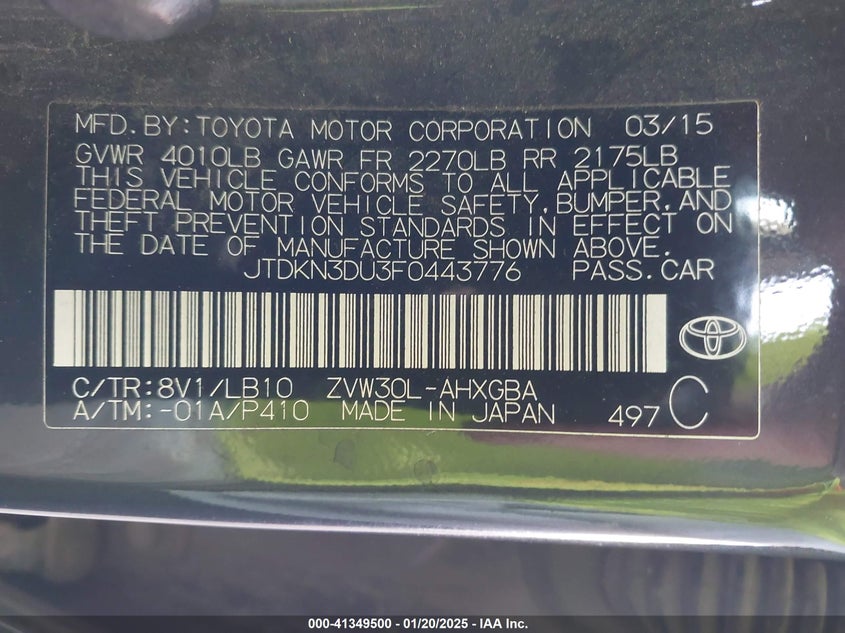 MFD.BY:TOYOTA MOTOR CORPORATION 03/15
GVWR 4010LB GAWR FR 2270LB RR 2175LB
THIS VEHICLE CONFORMS TO ALL APPLICABLE
FEDERAL MOTOR VEHICLE SAFETY, BUMPER, AND
THEFT PREVENTION STANDARDS IN EFFECT ON
THE DATE OF MANUFACTURE SHOWN ABOVE.
JTDKN3DU3F0443776 PASS.CAR
C/TR:8V1/LB10 ZVW30L-AHXGBA
A/TM:-01A/P410 MADE IN JAPAN 497 C
000-41349500 - 01/20/2025 - IAA Inc.